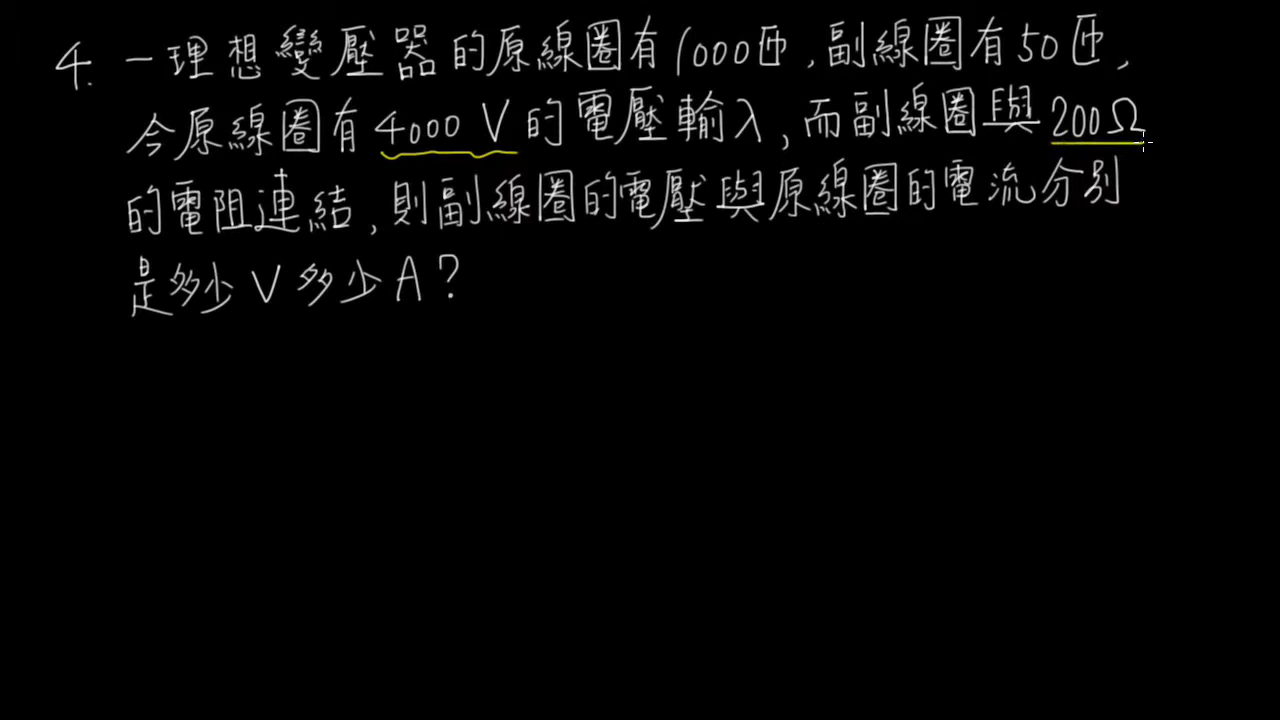 4. 一理想變壓器的原線圈有1000匝,副線圈有50匝,
今原線圈有4000V的電壓輸入,而副線圈與200Ω
的電阻連結,則副線圈的電壓與原線圈的電流分別
是多少V多少A?